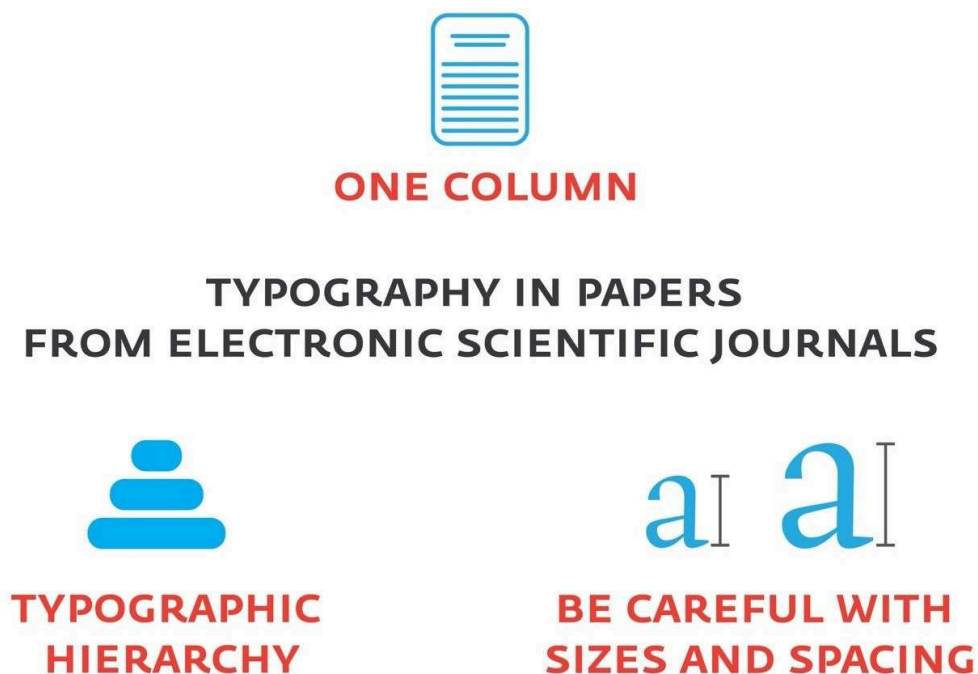 ONE COLUMN
TYPOGRAPHY IN PAPERS
FROM ELECTRONIC SCIENTIFIC JOURNALS
TYPOGRAPHIC
HIERARCHY
a a
BE CAREFUL WITH
SIZES AND SPACING